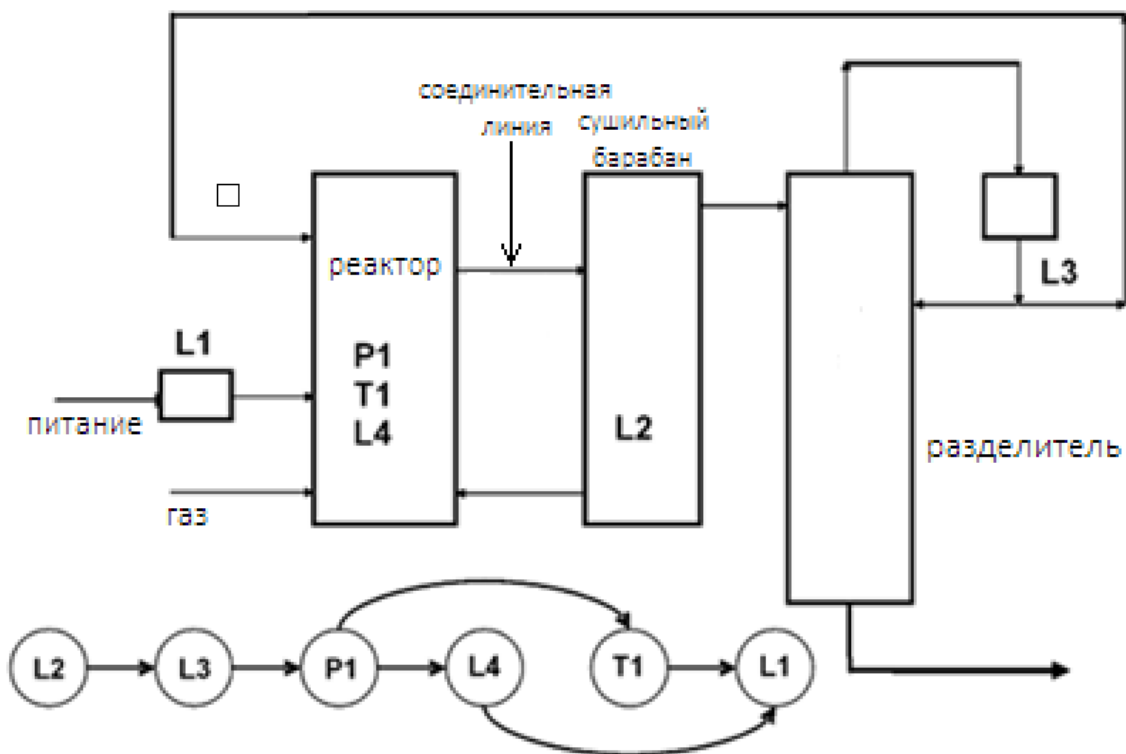 соединительная
линия
сушильный
барабан
реактор
L3
L1
P1
T1
L4
питание
L2
разделитель
газ
L2
L3
P1
L4
T1
L1